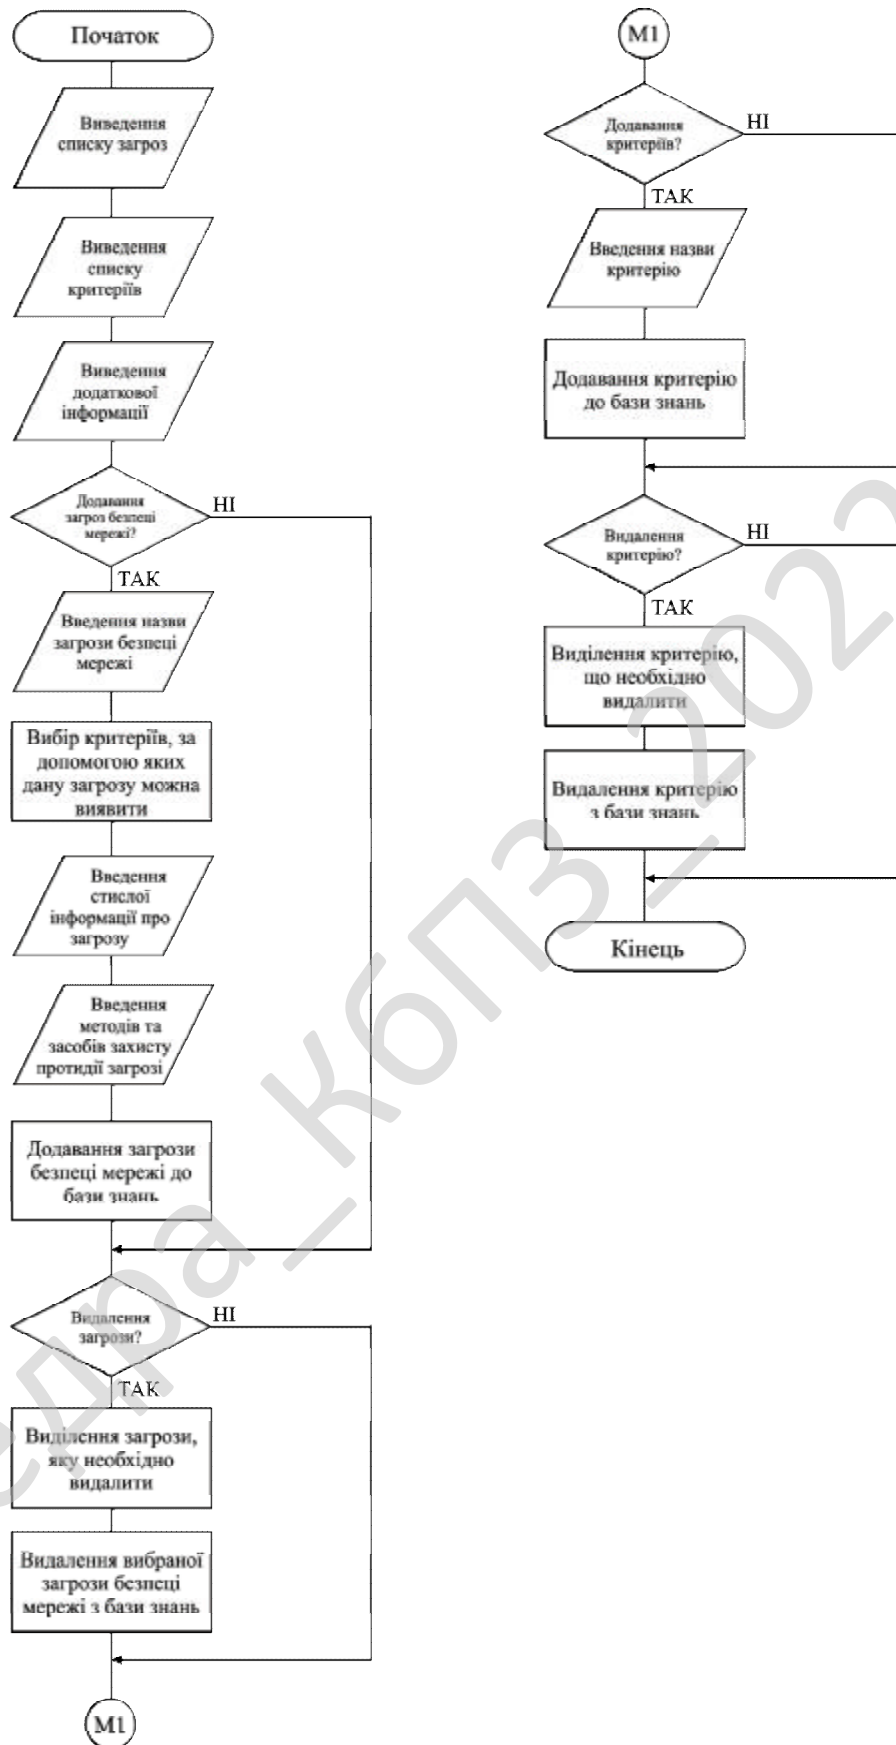 Початок
Виведення
списку загроз
Виведення
списку
критеріїв
Виведення
додаткової
інформації
Додавання
загроз безпеці
мережі?
НІ
ТАК
Введення назви
загрози безпеці
мережі
Вибір критеріїв, за
допомогою яких
дану загрозу можна
виявити
Введення
стислої
інформації про
загрозу
Введення
методів та
засобів захисту
протидії загрозі
Додавання загрози
безпеці мережі до
бази знань
Видалення
загрози?
НІ
ТАК
Виділення загрози,
яку необхідно
видалити
Видалення вибраної
загрози безпеці
мережі з бази знань
М1
М1
Додавання
критеріїв?
НІ
ТАК
Введення назви
критерію
Додавання критерію
до бази знань
Видалення
критерію?
НІ
ТАК
Виділення критерію,
що необхідно
видалити
Видалення критерію
з бази знань
Кінець
едра_КбПЗ_202